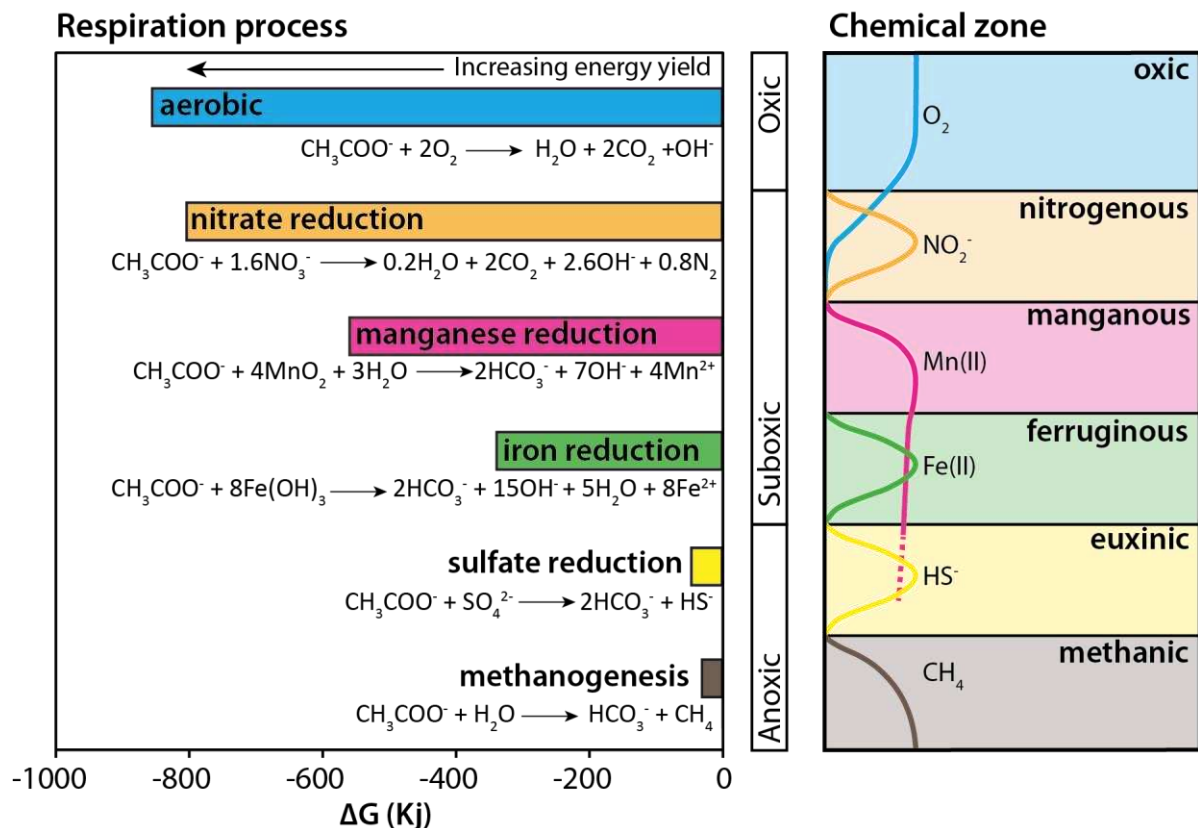 Respiration process
Increasing energy yield
aerobic
CH₃COO⁻ + 2O₂ ⟶ H₂O + 2CO₂ +OH⁻
nitrate reduction
CH₃COO⁻ + 1.6NO₃⁻ ⟶ 0.2H₂O + 2CO₂ + 2.6OH⁻ + 0.8N₂
manganese reduction
CH₃COO⁻ + 4MnO₂ + 3H₂O ⟶ 2HCO₃⁻ + 7OH⁻ + 4Mn²⁺
iron reduction
CH₃COO⁻ + 8Fe(OH)₃ ⟶ 2HCO₃⁻ + 15OH⁻ + 5H₂O + 8Fe²⁺
sulfate reduction
CH₃COO⁻ + SO₄²⁻ ⟶ 2HCO₃⁻ + HS⁻
methanogenesis
CH₃COO⁻ + H₂O ⟶ HCO₃⁻ + CH₄
-1000 -800 -600 -400 -200 0
ΔG (Kj)
Oxic
Suboxic
Anoxic
Chemical zone
oxic
O₂
nitrogenous
NO₂⁻
manganous
Mn(II)
ferruginous
Fe(II)
euxinic
HS⁻
methanic
CH₄